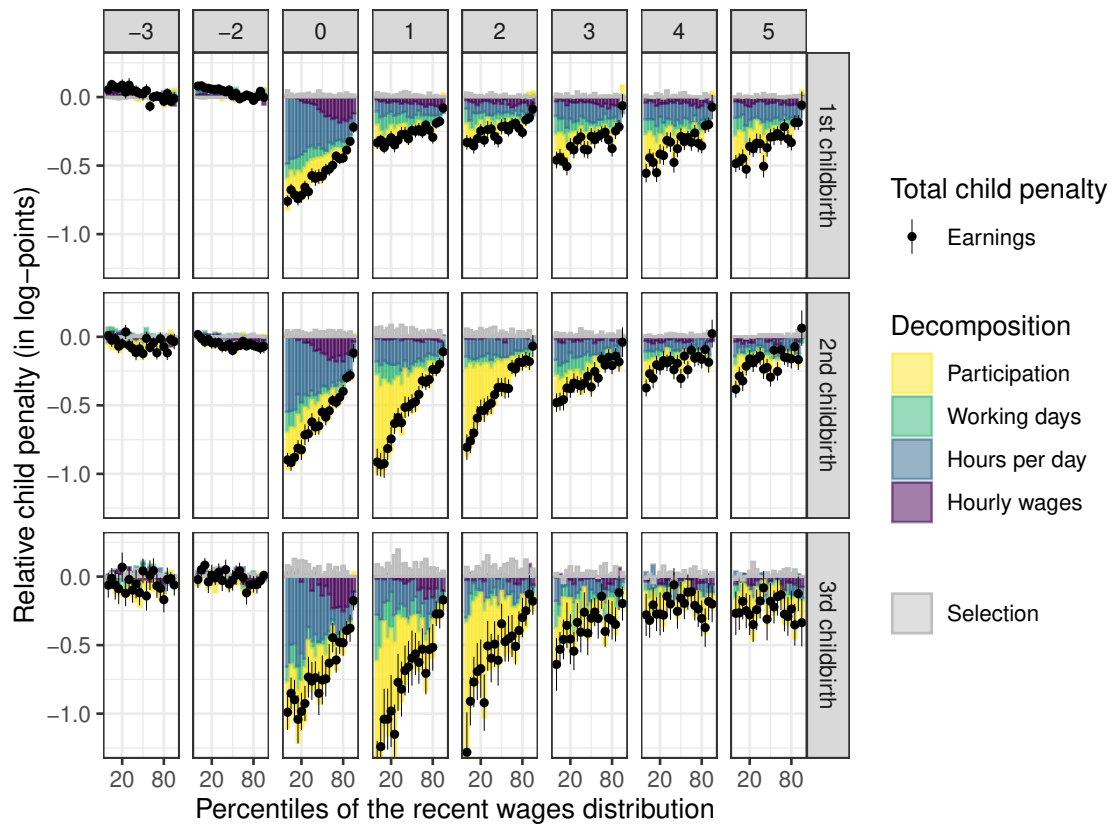 −3 −2 0 1 2 3 4 5
0.0
−0.5
−1.0
1st childbirth
0.0
−0.5
−1.0
2nd childbirth
0.0
−0.5
−1.0
3rd childbirth
20 80 20 80 20 80 20 80 20 80 20 80 20 80 20 80
Percentiles of the recent wages distribution
Relative child penalty (in log−points)
Total child penalty
Earnings
Decomposition
Participation
Working days
Hours per day
Hourly wages
Selection